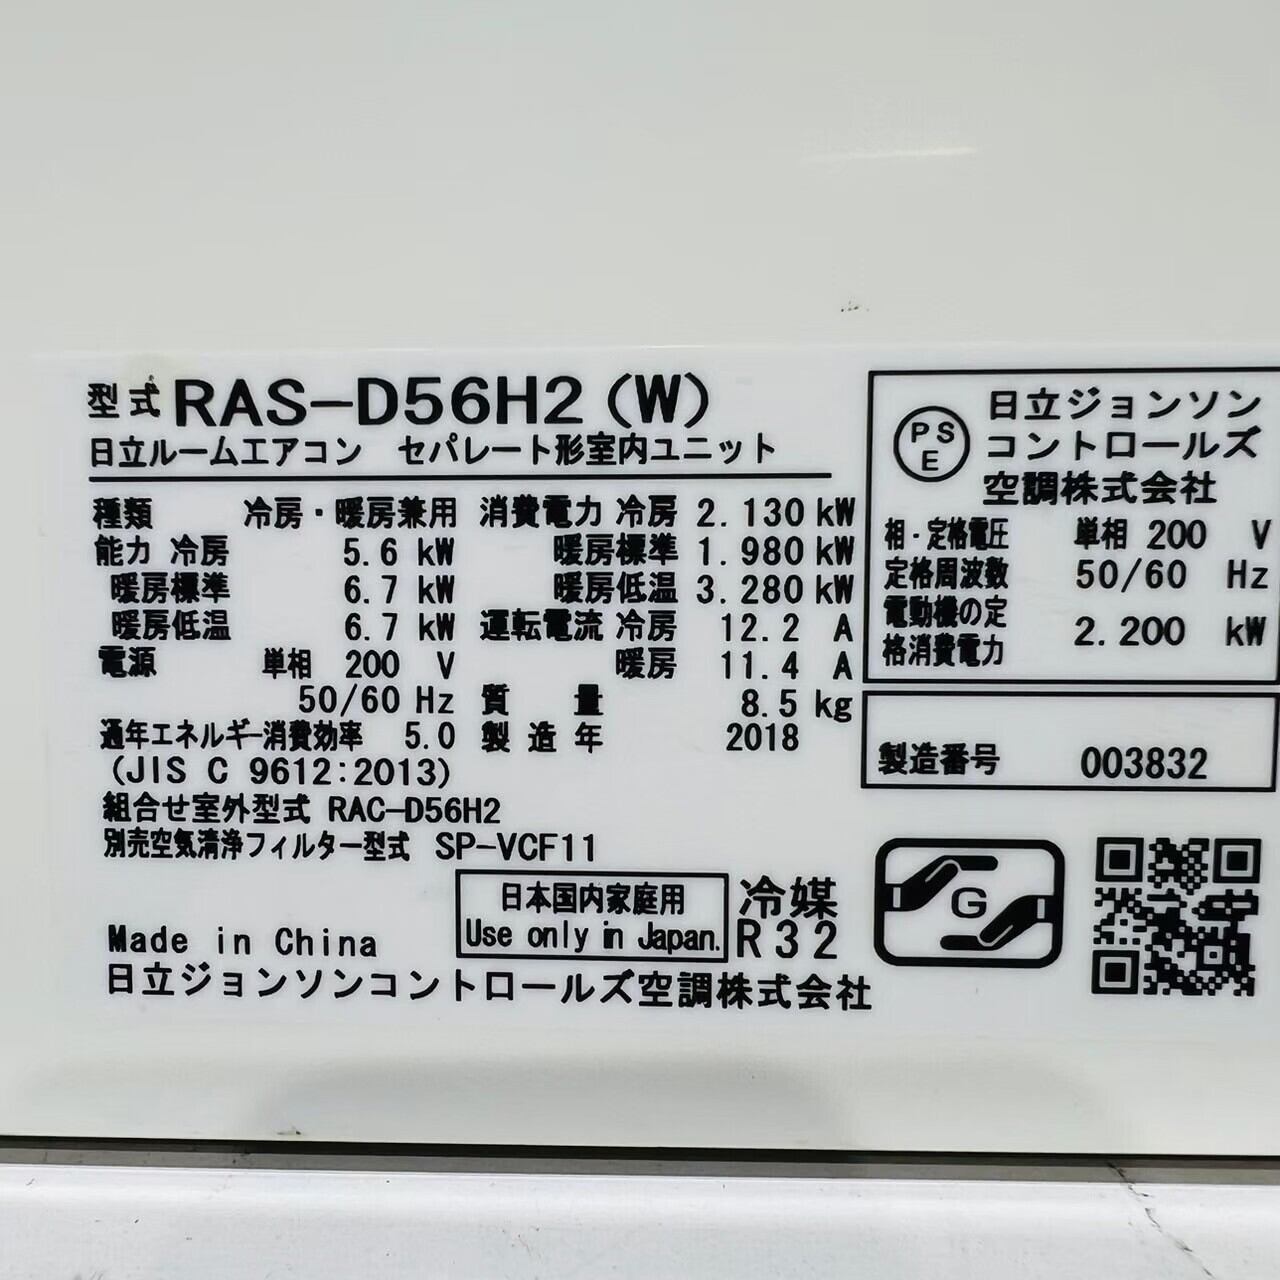 型式 RAS-D56H2 (W)
日立ルームエアコン セパレート形室内ユニット
種類 冷房・暖房兼用
能力 冷房 5.6 kW
暖房標準 6.7 kW
暖房低温 6.7 kW
電源 単相 200 V
50/60 Hz
通年エネルギー消費効率 5.0
(JIS C 9612:2013)
組合せ室外型式 RAC-D56H2
別売空気清浄フィルター型式 SP-VCF11
消費電力 冷房 2.130 kW
暖房標準 1.980 kW
暖房低温 3.280 kW
運転電流 冷房 12.2 A
暖房 11.4 A
質量 8.5 kg
製造年 2018
日本国内家庭用
Use only in Japan.
冷媒
R32
Made in China
日立ジョンソンコントロールズ空調株式会社
PS
E
日立ジョンソン
コントロールズ
空調株式会社
相・定格電圧 単相 200 V
定格周波数 50/60 Hz
電動機の定
格消費電力 2.200 kW
製造番号 003832
G